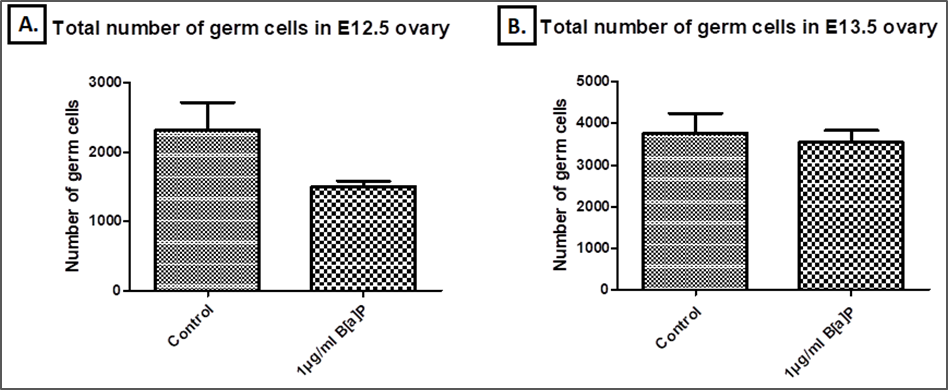 A. Total number of germ cells in E12.5 ovary
Number of germ cells
3000
2000
1000
0
Control
1µg/ml B[a]P
B. Total number of germ cells in E13.5 ovary
Number of germ cells
5000
4000
3000
2000
1000
0
Control
1µg/ml B[a]P